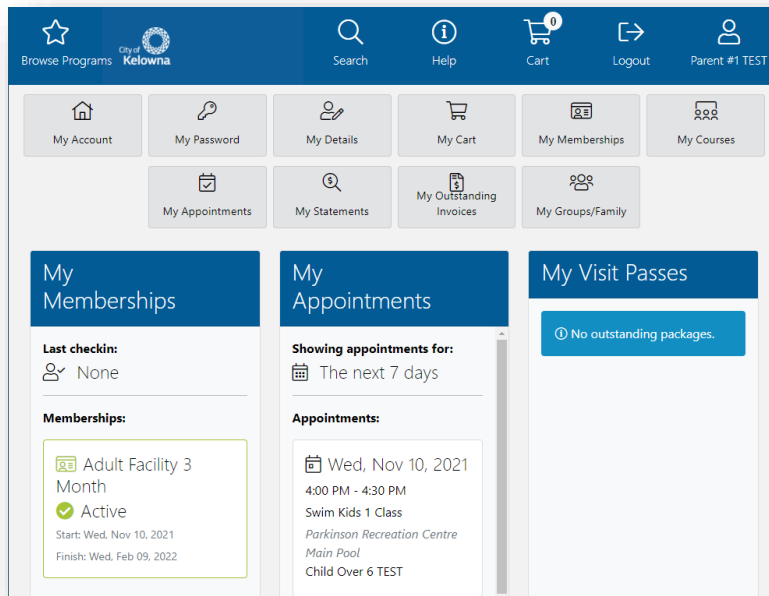 Browse Programs
City of
Kelowna
Search
Help
0
Cart
Logout
Parent #1 TEST
My Account
My Password
My Details
My Cart
My Memberships
My Courses
My Appointments
My Statements
My Outstanding
Invoices
My Groups/Family
My
Memberships
Last checkin:
None
Memberships:
Adult Facility 3
Month
Active
Start: Wed, Nov 10, 2021
Finish: Wed, Feb 09, 2022
My
Appointments
Showing appointments for:
The next 7 days
Appointments:
Wed, Nov 10, 2021
4:00 PM - 4:30 PM
Swim Kids 1 Class
Parkinson Recreation Centre
Main Pool
Child Over 6 TEST
My Visit Passes
No outstanding packages.